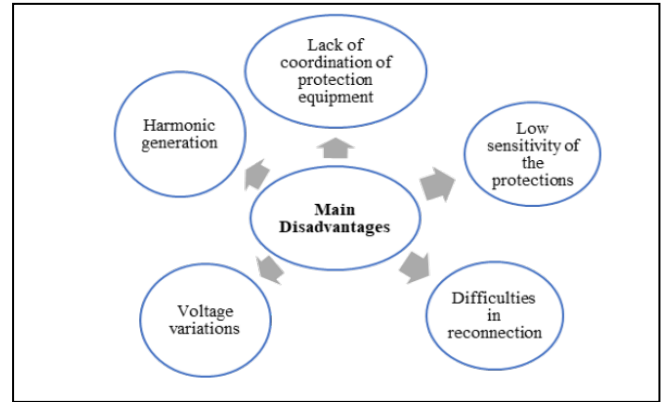 Lack of
coordination of
protection
equipment
Harmonic
generation
Low
sensitivity of
the
protections
Main
Disadvantages
Voltage
variations
Difficulties
in
reconnection